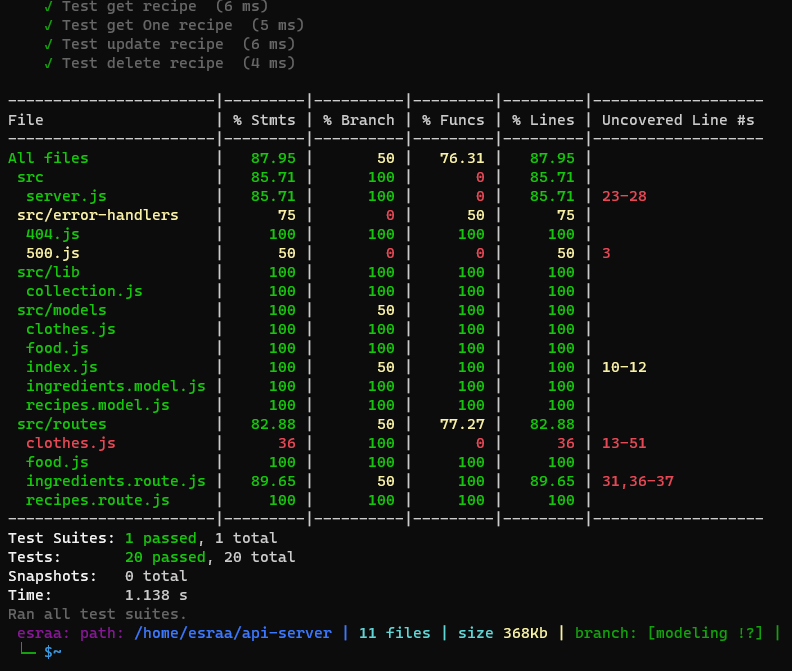 √ Test get recipe (6 ms)
√ Test get One recipe (5 ms)
√ Test update recipe (6 ms)
√ Test delete recipe (4 ms)
-----------------------|---------|----------|---------|---------|-------------------
File                   | % Stmts | % Branch | % Funcs | % Lines | Uncovered Line #s
-----------------------|---------|----------|---------|---------|-------------------
All files              |   87.95 |       50 |   76.31 |   87.95 |
 src                   |   85.71 |      100 |       0 |   85.71 |
  server.js            |   85.71 |      100 |       0 |   85.71 | 23-28
 src/error-handlers    |      75 |        0 |      50 |      75 |
  404.js               |     100 |      100 |     100 |     100 |
  500.js               |      50 |        0 |       0 |      50 | 3
 src/lib               |     100 |      100 |     100 |     100 |
  collection.js        |     100 |      100 |     100 |     100 |
 src/models            |     100 |       50 |     100 |     100 |
  clothes.js           |     100 |      100 |     100 |     100 |
  food.js              |     100 |      100 |     100 |     100 |
  index.js             |     100 |       50 |     100 |     100 | 10-12
  ingredients.model.js |     100 |      100 |     100 |     100 |
  recipes.model.js     |     100 |      100 |     100 |     100 |
 src/routes            |   82.88 |       50 |   77.27 |   82.88 |
  clothes.js           |      36 |      100 |       0 |      36 | 13-51
  food.js              |     100 |      100 |     100 |     100 |
  ingredients.route.js |   89.65 |       50 |     100 |   89.65 | 31,36-37
  recipes.route.js     |     100 |      100 |     100 |     100 |
-----------------------|---------|----------|---------|---------|-------------------
Test Suites: 1 passed, 1 total
Tests:       20 passed, 20 total
Snapshots:   0 total
Time:        1.138 s
Ran all test suites.
esraa: path: /home/esraa/api-server | 11 files | size 368Kb | branch: [modeling !?] |
└─ $~